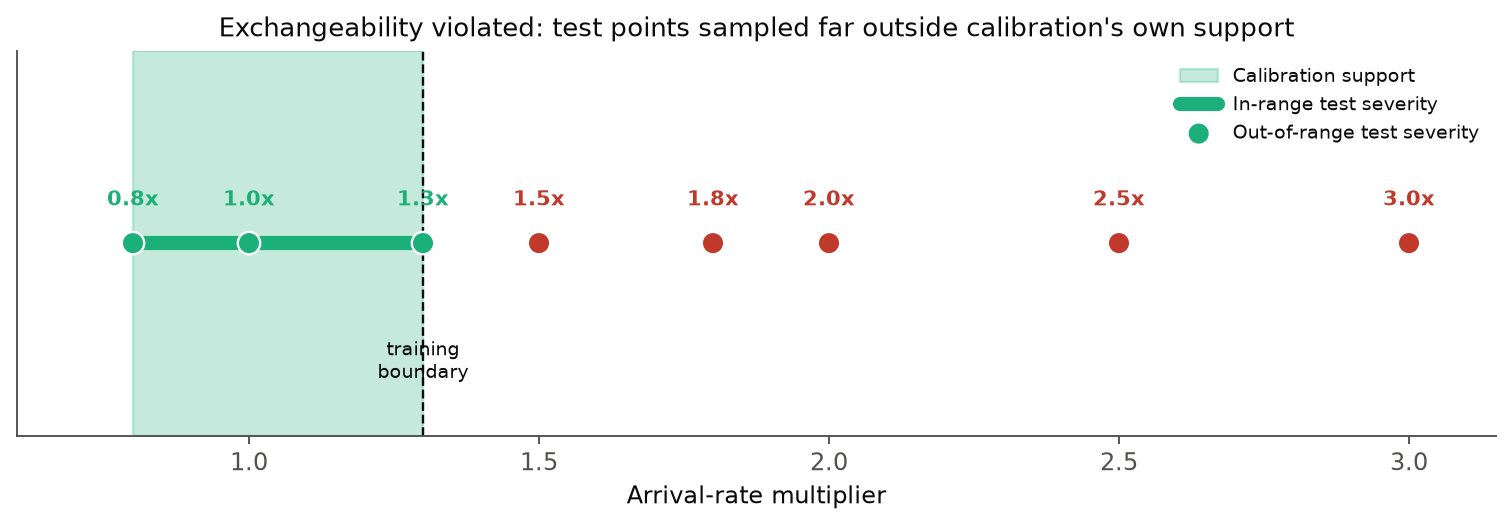 Exchangeability violated: test points sampled far outside calibration's own support
Calibration support
In-range test severity
Out-of-range test severity
0.8x 1.0x 1.3x 1.5x 1.8x 2.0x 2.5x 3.0x
training
boundary
1.0 1.5 2.0 2.5 3.0
Arrival-rate multiplier